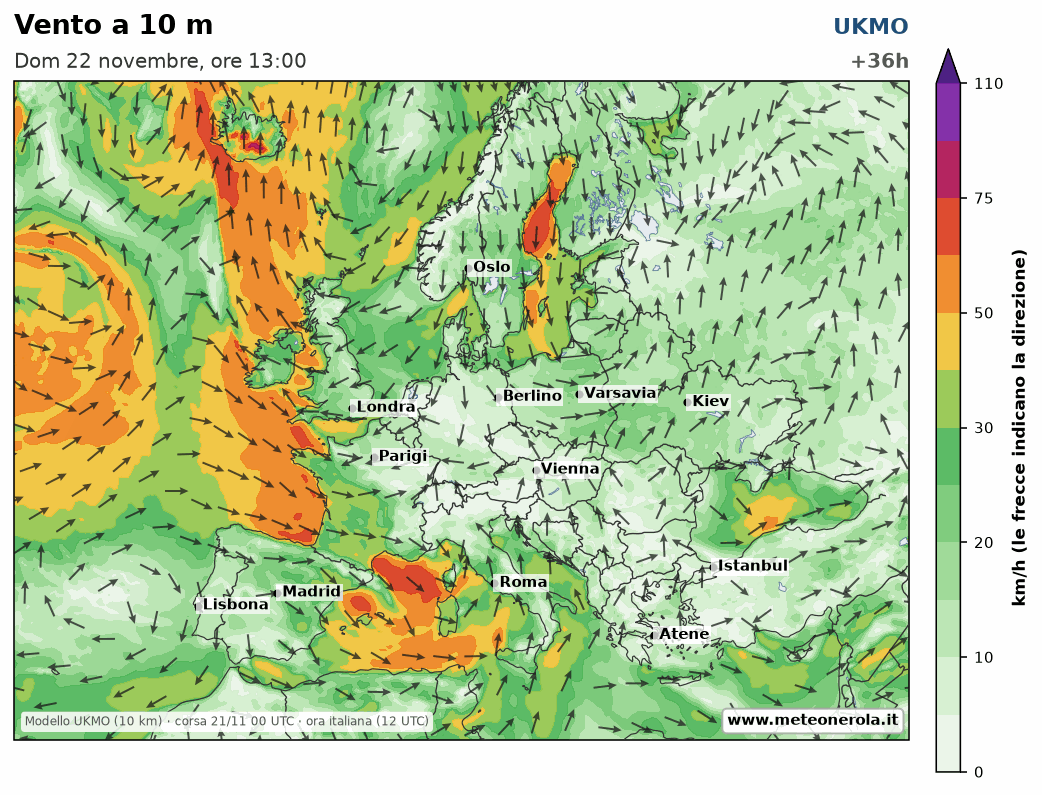 Vento a 10 m
UKMO
Dom 22 novembre, ore 13:00
+36h
110
75
50
30
20
10
0
km/h (le frecce indicano la direzione)
Oslo
Berlino
Varsavia
Kiev
Londra
Parigi
Vienna
Istanbul
Roma
Madrid
Lisbona
Atene
Modello UKMO (10 km) · corsa 21/11 00 UTC · ora italiana (12 UTC)
www.meteonerola.it